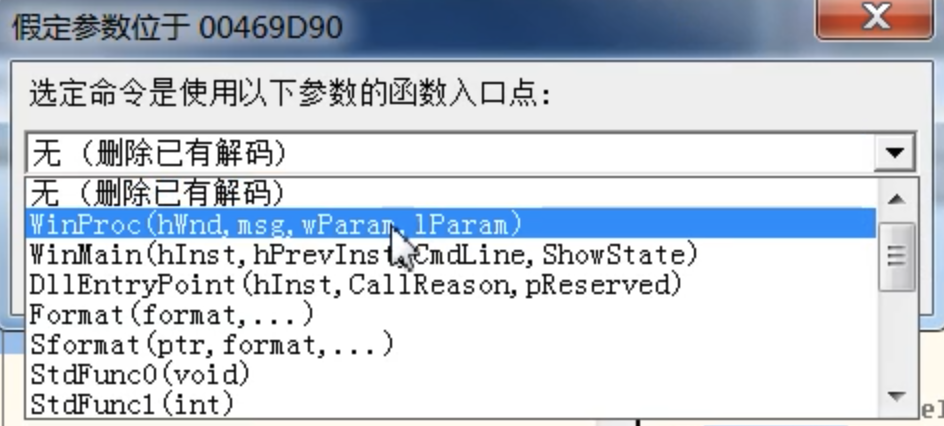 假定参数位于 00469D90
选定命令是使用以下参数的函数入口点:
无 (删除已有解码)
无 (删除已有解码)
WinProc(hWnd,msg,wParam,lParam)
WinMain(hInst,hPrevInst,CmdLine,ShowState)
DllEntryPoint(hInst,CallReason,pReserved)
Format(format,...)
Sformat(ptr,format,...)
StdFunc0(void)
StdFunc1(int)